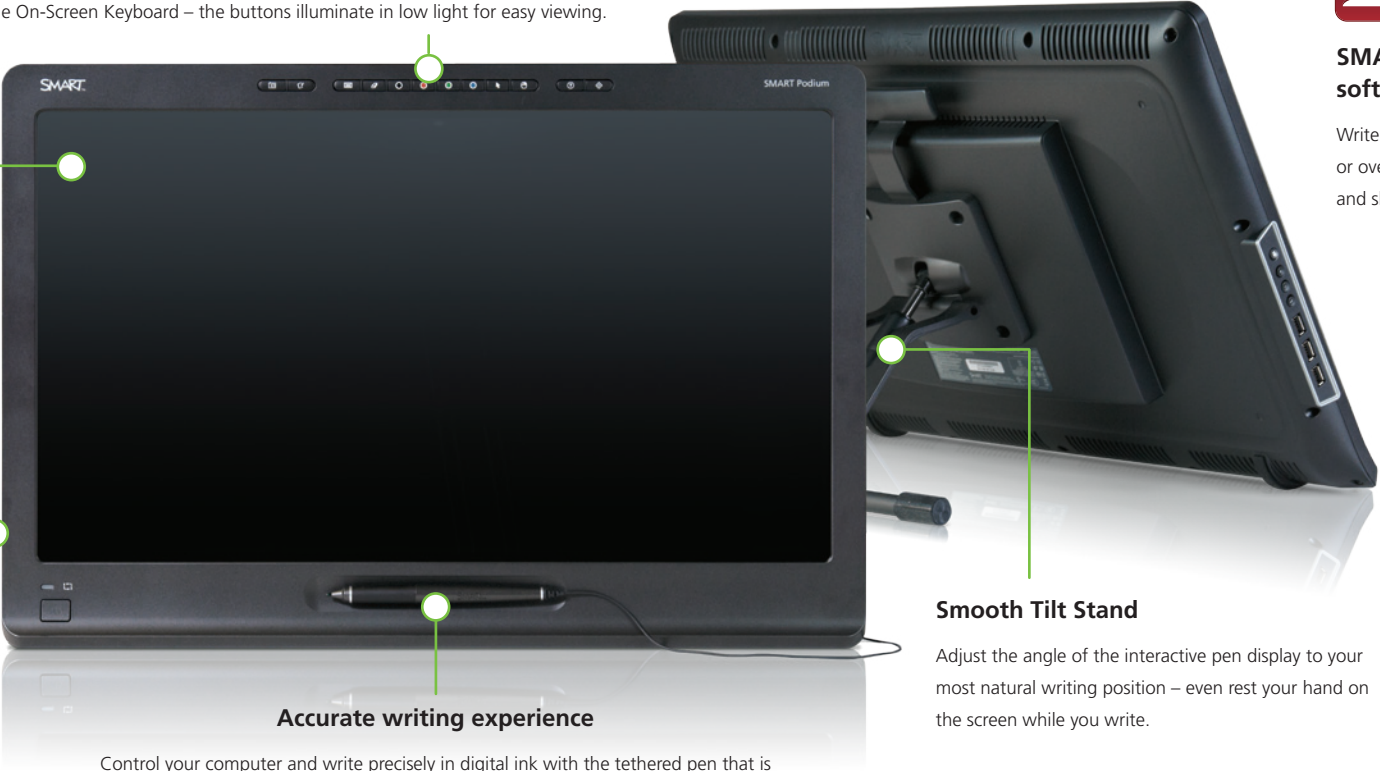 e On-Screen Keyboard – the buttons illuminate in low light for easy viewing.
SMART
SMART Podium
SMA
soft
Write
or ove
and s
Smooth Tilt Stand
Adjust the angle of the interactive pen display to your
most natural writing position – even rest your hand on
the screen while you write.
Accurate writing experience
Control your computer and write precisely in digital ink with the tethered pen that is